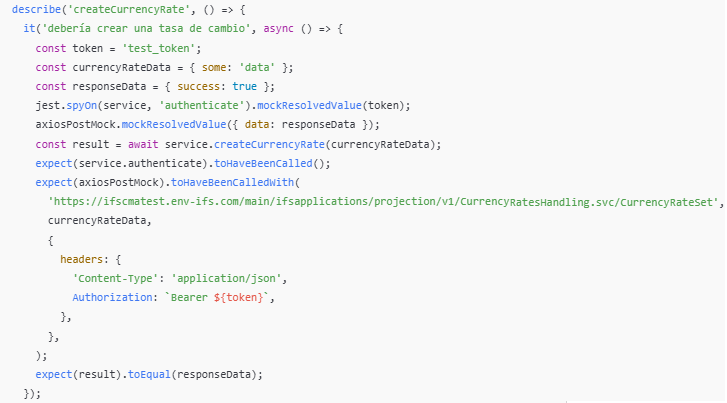 describe('createCurrencyRate', () => {
it('debería crear una tasa de cambio', async () => {
const token = 'test_token';
const currencyRateData = { some: 'data' };
const responseData = { success: true };
jest.spyOn(service, 'authenticate').mockResolvedValue(token);
axiosPostMock.mockResolvedValue({ data: responseData });
const result = await service.createCurrencyRate(currencyRateData);
expect(service.authenticate).toHaveBeenCalled();
expect(axiosPostMock).toHaveBeenCalledWith(
'https://ifscmatest.env-ifs.com/main/ifsapplications/projection/v1/CurrencyRatesHandling.svc/CurrencyRateSet',
currencyRateData,
{
headers: {
'Content-Type': 'application/json',
Authorization: `Bearer ${token}`,
},
},
);
expect(result).toEqual(responseData);
});